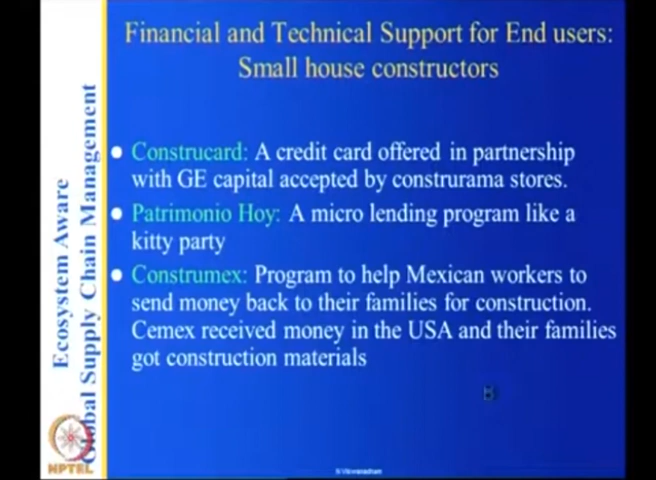 Financial and Technical Support for End users:
Small house constructors
Construcard: A credit card offered in partnership
with GE capital accepted by construrama stores.
Patrimonio Hoy: A micro lending program like a
kitty party
Construmex: Program to help Mexican workers to
send money back to their families for construction.
Cemex received money in the USA and their families
got construction materials
Ecosystem Aware
Global Supply Chain Management
NPTEL
N Viswanadham